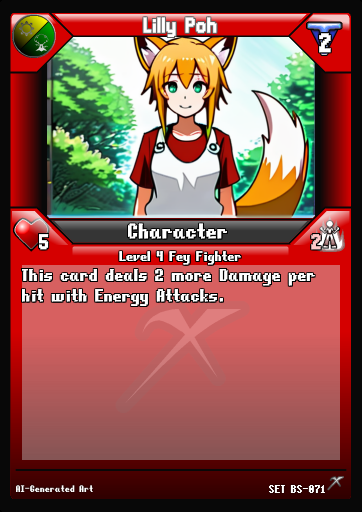 Lilly Poh
2
Character
5
2
Level 4 Fey Fighter
This card deals 2 more Damage per
hit with Energy Attacks.
AI-Generated Art
SET BS-071